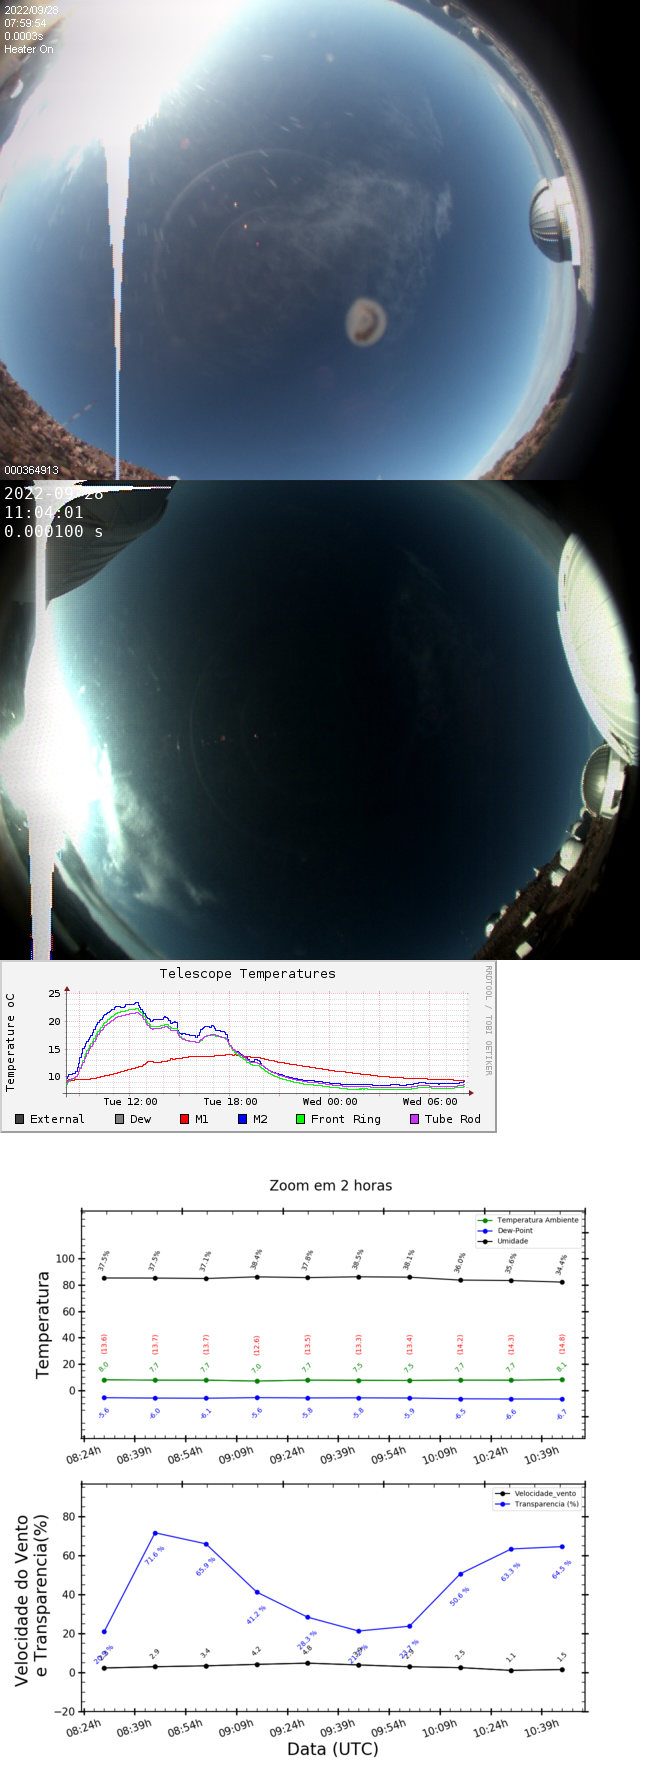 2022/09/28
07:59:54
0.0003s
Heater On
000364913
2022-09-28
11:04:01
0.000100 s
Telescope Temperatures
RRDTOOL / TOBI OETIKER
Temperature oC
25
20
15
10
Tue 12:00 Tue 18:00 Wed 00:00 Wed 06:00
External Dew M1 M2 Front Ring Tube Rod
Zoom em 2 horas
Temperatura Ambiente
Dew-Point
Umidade
Temperatura
100
80
60
40
20
0
37.5% 37.5% 37.1% 38.4% 37.8% 38.5% 38.1% 36.0% 35.6% 34.4%
(13.6) (13.7) (13.7) (12.6) (13.5) (13.3) (13.4) (14.2) (14.3) (14.8)
8.0 7.7 7.7 7.0 7.7 7.5 7.5 7.7 7.7 8.1
-5.6 -6.0 -6.1 -5.6 -5.8 -5.8 -5.9 -6.5 -6.6 -6.7
08:24h 08:39h 08:54h 09:09h 09:24h 09:39h 09:54h 10:09h 10:24h 10:39h
Velocidade_vento
Transparencia (%)
Velocidade do Vento
e Transparencia(%)
80
60
40
20
0
−20
71.6 % 65.9 % 41.2 % 28.3 % 50.6 % 63.3 % 64.5 %
2.9 3.4 4.2 4.8 2.5 1.1 1.5
08:24h 08:39h 08:54h 09:09h 09:24h 09:39h 09:54h 10:09h 10:24h 10:39h
Data (UTC)